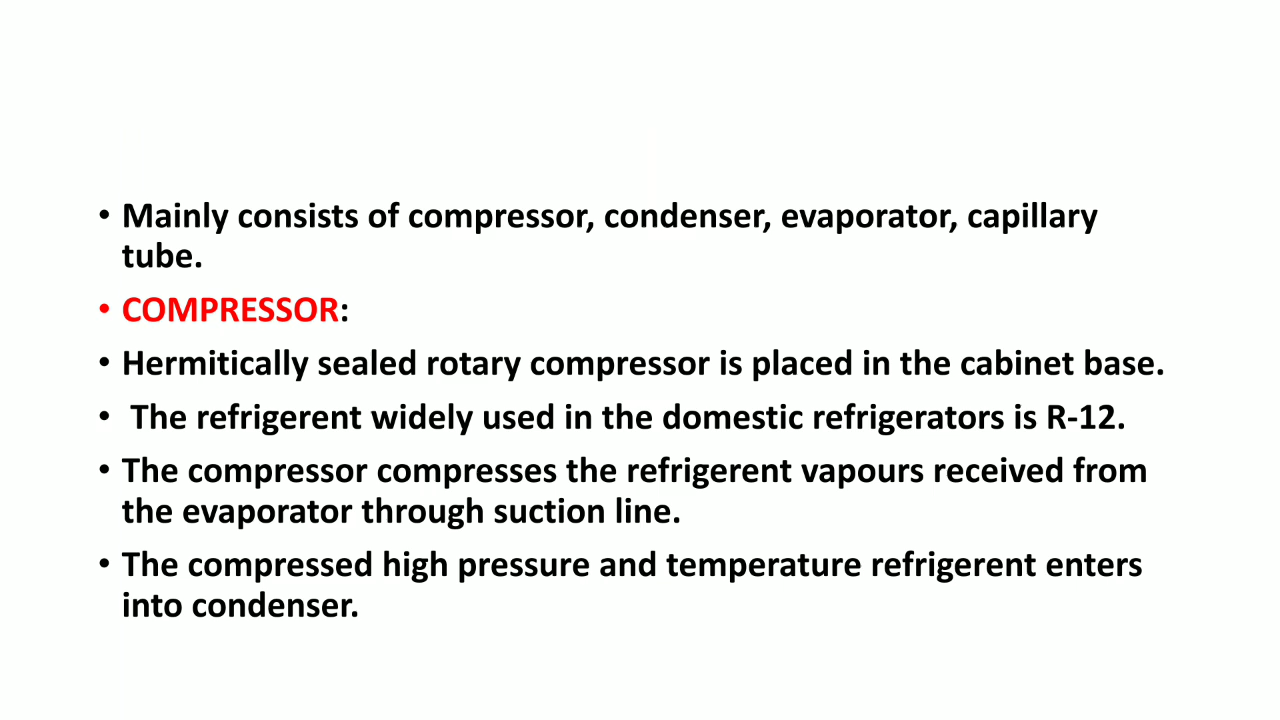 • Mainly consists of compressor, condenser, evaporator, capillary
tube.
• COMPRESSOR:
• Hermitically sealed rotary compressor is placed in the cabinet base.
• The refrigerent widely used in the domestic refrigerators is R-12.
• The compressor compresses the refrigerent vapours received from
the evaporator through suction line.
• The compressed high pressure and temperature refrigerent enters
into condenser.